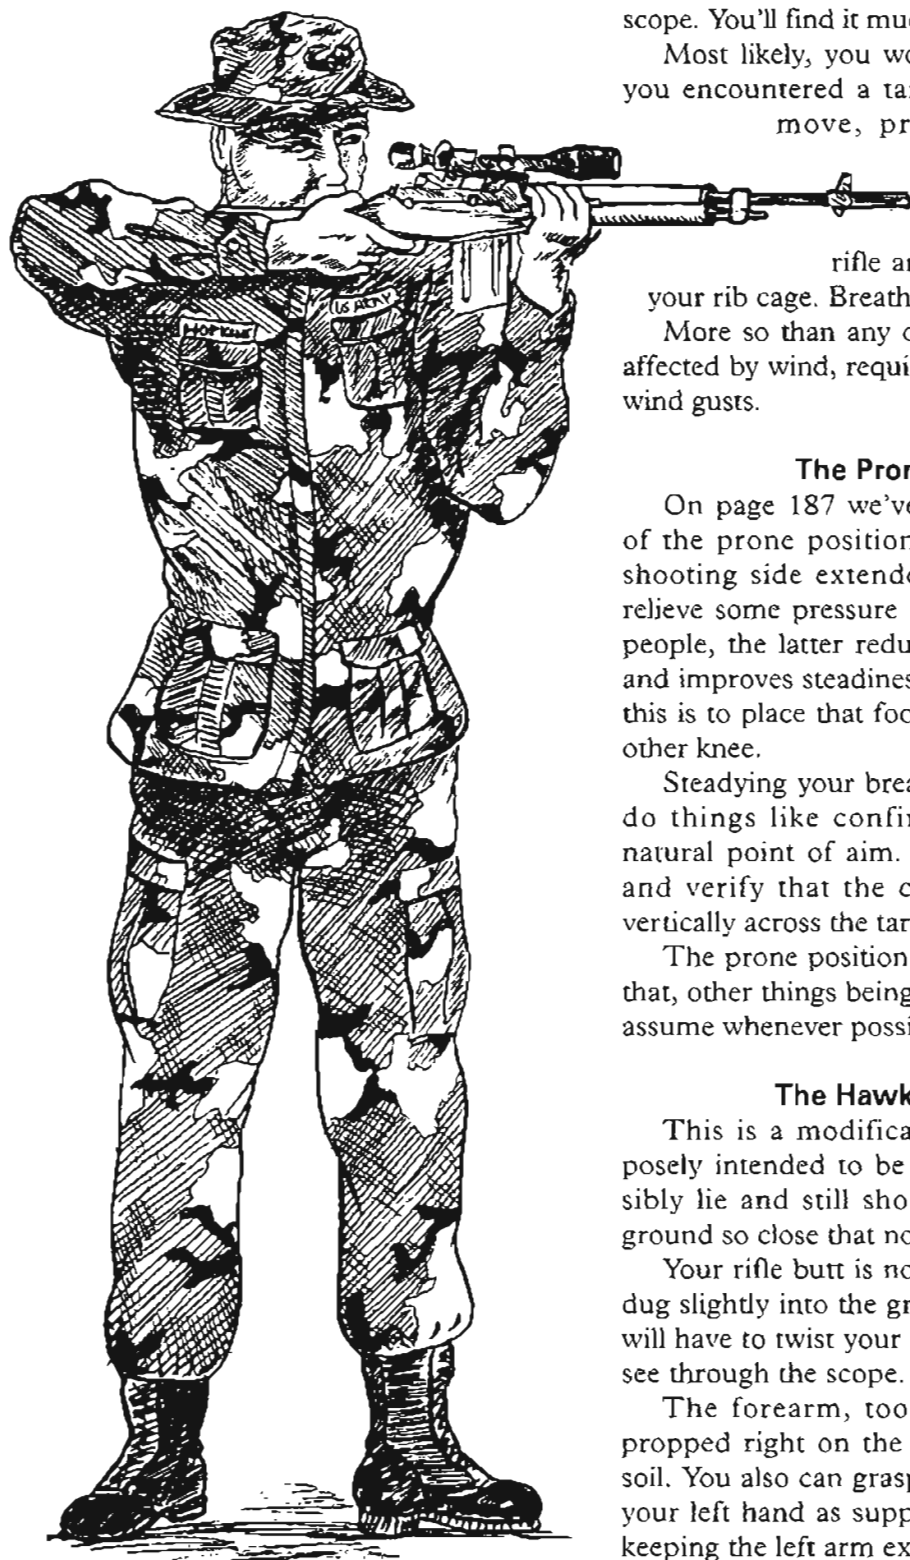 US ARMY
scope. You'll find it muc
Most likely, you wo
you encountered a tar
move, pr
rifle ar
your rib cage. Breath
More so than any o
affected by wind, requi
wind gusts.
The Pron
On page 187 we've
of the prone position
shooting side extende
relieve some pressure
people, the latter redu
and improves steadines
this is to place that foo
other knee.
Steadying your brea
do things like confir
natural point of aim.
and verify that the c
vertically across the tar
The prone position
that, other things being
assume whenever possi
The Hawk
This is a modifica
posely intended to be
sibly lie and still sho
ground so close that no
Your rifle butt is no
dug slightly into the gr
will have to twist your
see through the scope.
The forearm, too
propped right on the
soil. You also can grasp
your left hand as supp
keeping the left arm ex